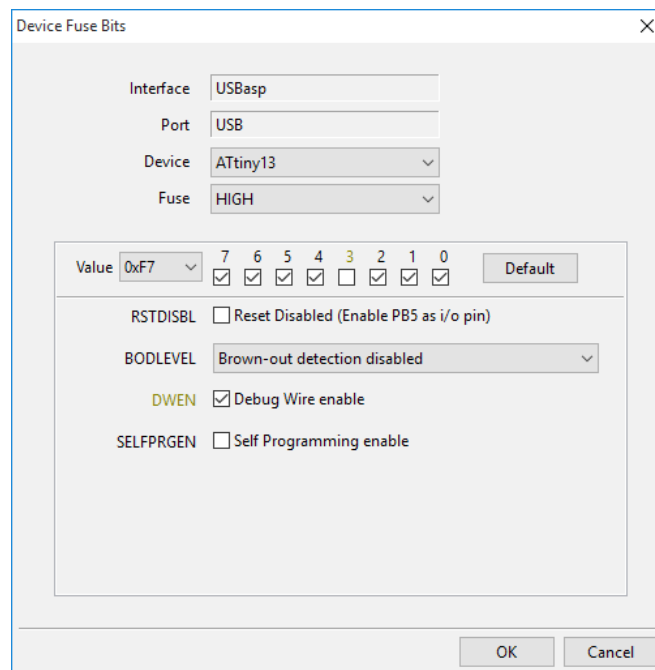 Device Fuse Bits
Interface USBasp
Port USB
Device ATtiny13
Fuse HIGH
7 6 5 4 3 2 1 0
Value 0xF7 Default
RSTDISBL Reset Disabled (Enable PB5 as i/o pin)
BODLEVEL Brown-out detection disabled
DWEN Debug Wire enable
SELFPRGEN Self Programming enable
OK Cancel